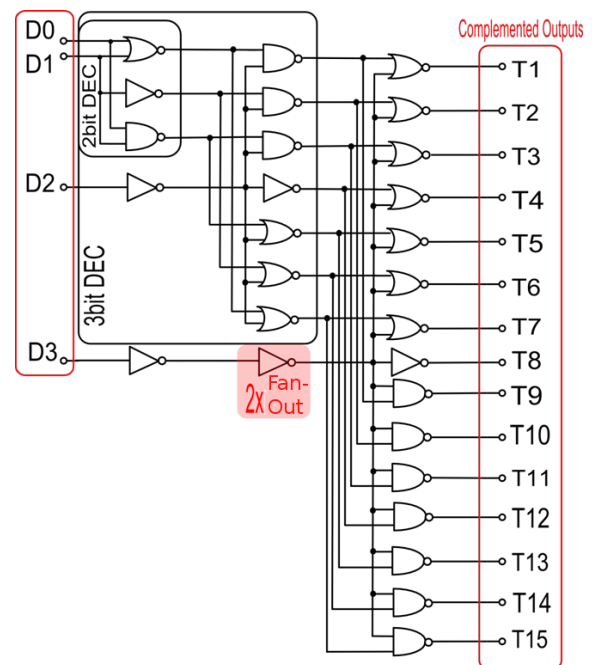 Complemented Outputs
D0
D1
D2
D3
2bit DEC
3bit DEC
2x Fan-Out
T1
T2
T3
T4
T5
T6
T7
T8
T9
T10
T11
T12
T13
T14
T15